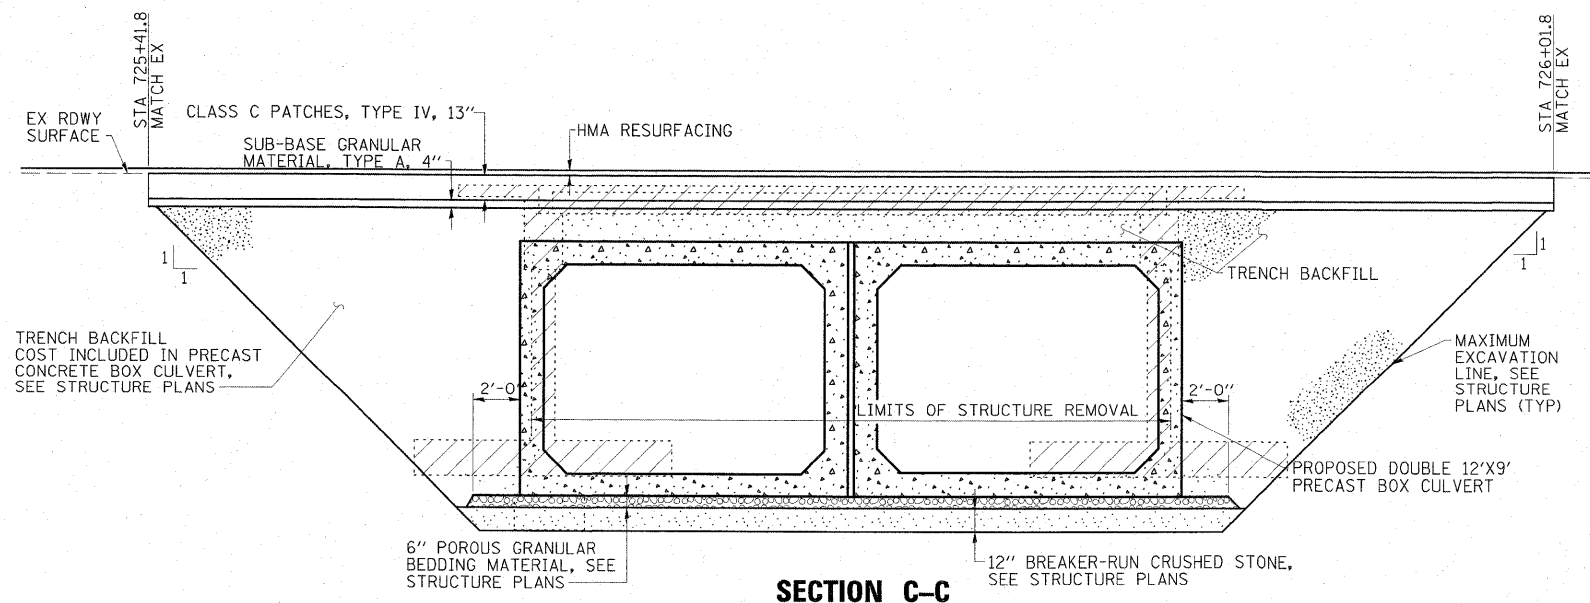 STA 725+41.8
MATCH EX
STA 726+01.8
MATCH EX
EX RDWY
SURFACE
CLASS C PATCHES, TYPE IV, 13"
SUB-BASE GRANULAR
MATERIAL, TYPE A, 4"
HMA RESURFACING
1
1
1
1
TRENCH BACKFILL
TRENCH BACKFILL
COST INCLUDED IN PRECAST
CONCRETE BOX CULVERT,
SEE STRUCTURE PLANS
MAXIMUM
EXCAVATION
LINE, SEE
STRUCTURE
PLANS (TYP)
2'-0"
LIMITS OF STRUCTURE REMOVAL
2'-0"
PROPOSED DOUBLE 12'X9'
PRECAST BOX CULVERT
6" POROUS GRANULAR
BEDDING MATERIAL, SEE
STRUCTURE PLANS
12" BREAKER-RUN CRUSHED STONE,
SEE STRUCTURE PLANS
SECTION C-C